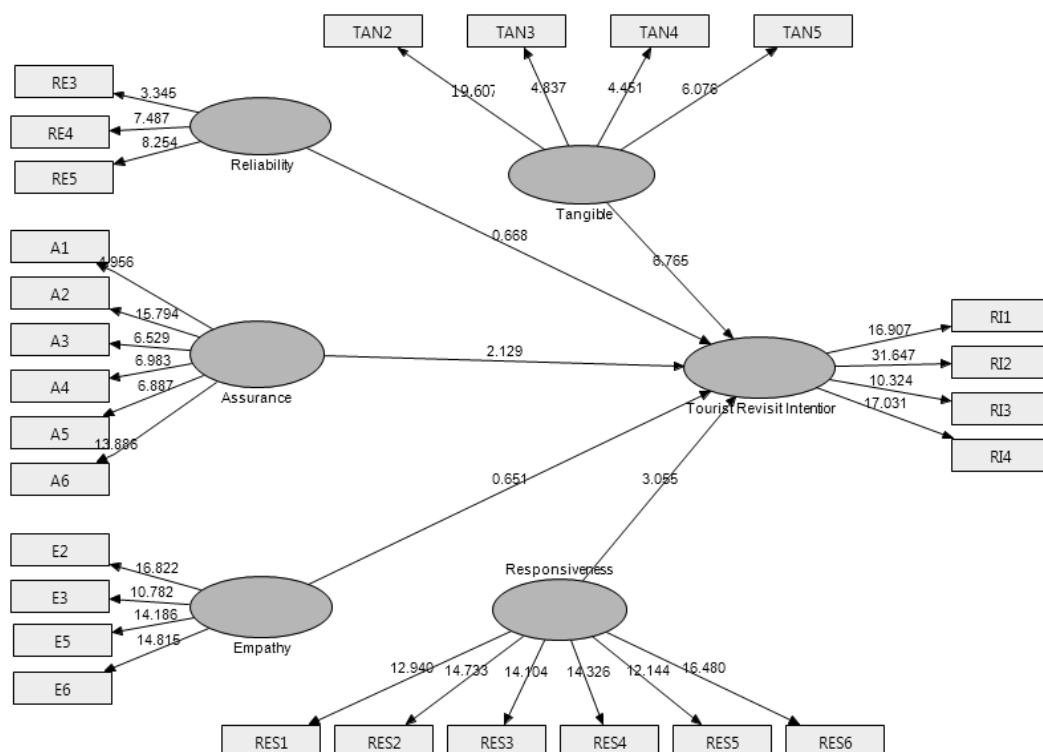 TAN2 TAN3 TAN4 TAN5
19.607 4.837 4.451 6.076
RE3
3.345
RE4
7.487
RE5
8.254
Reliability
Tangible
0.668
6.765
A1
4.956
A2
15.794
A3
6.529
A4
6.983
A5
6.887
A6
13.886
Assurance
2.129
Tourist Revisit Intention
16.907
RI1
31.647
RI2
10.324
RI3
17.031
RI4
0.651
3.055
E2
16.822
E3
10.782
E5
14.186
E6
14.815
Empathy
Responsiveness
12.940 14.733 14.104 14.326 12.144 16.480
RES1 RES2 RES3 RES4 RES5 RES6